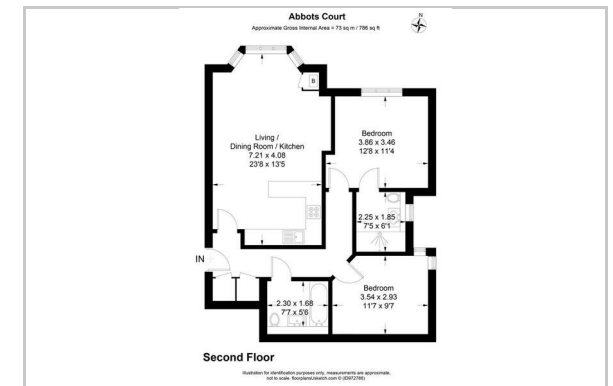 Abbots Court
Approximate Gross Internal Area = 73 sq m / 786 sq ft
N
B
Living /
Dining Room / Kitchen
7.21 x 4.08
23'8 x 13'5
Bedroom
3.86 x 3.46
12'8 x 11'4
2.25 x 1.85
7'5 x 6'1
IN
2.30 x 1.68
7'7 x 5'6
Bedroom
3.54 x 2.93
11'7 x 9'7
Second Floor
Illustration for identification purposes only, measurements are approximate,
not to scale. floorplansUsketch.com © (ID972786)